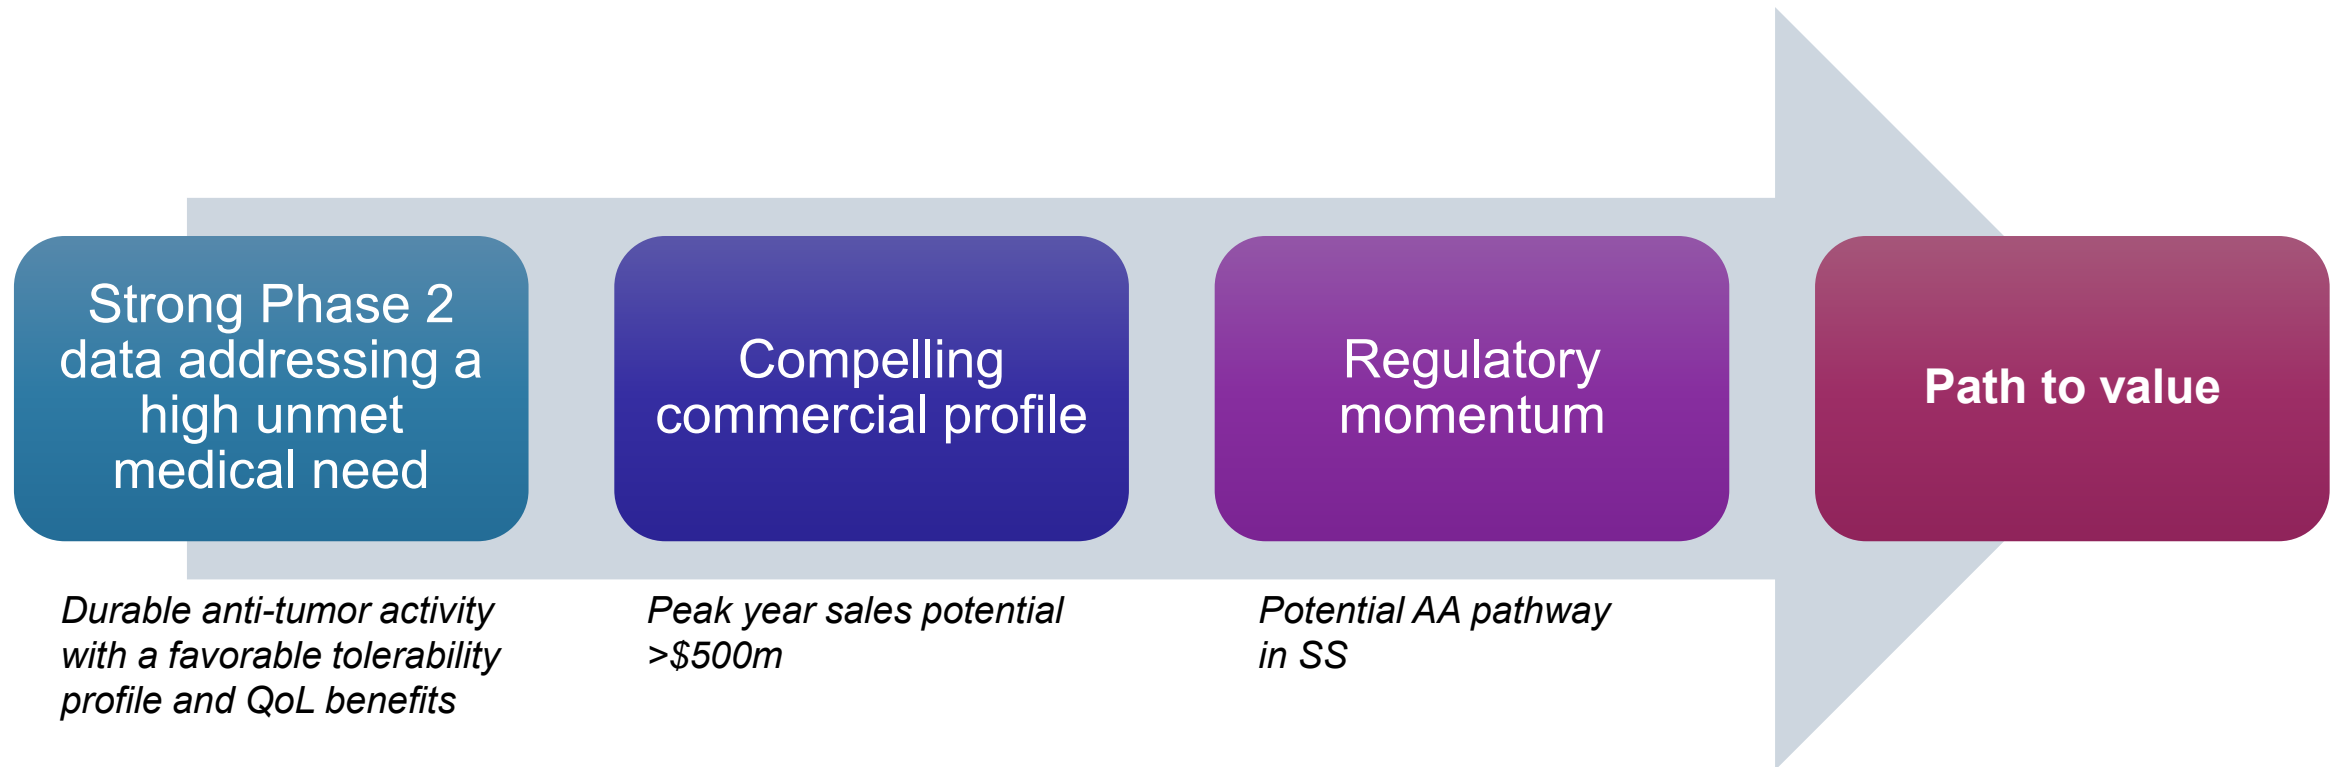 Strong Phase 2
data addressing a
high unmet
medical need
Compelling
commercial profile
Regulatory
momentum
Path to value
Durable anti-tumor activity
with a favorable tolerability
profile and QoL benefits
Peak year sales potential
>$500m
Potential AA pathway
in SS